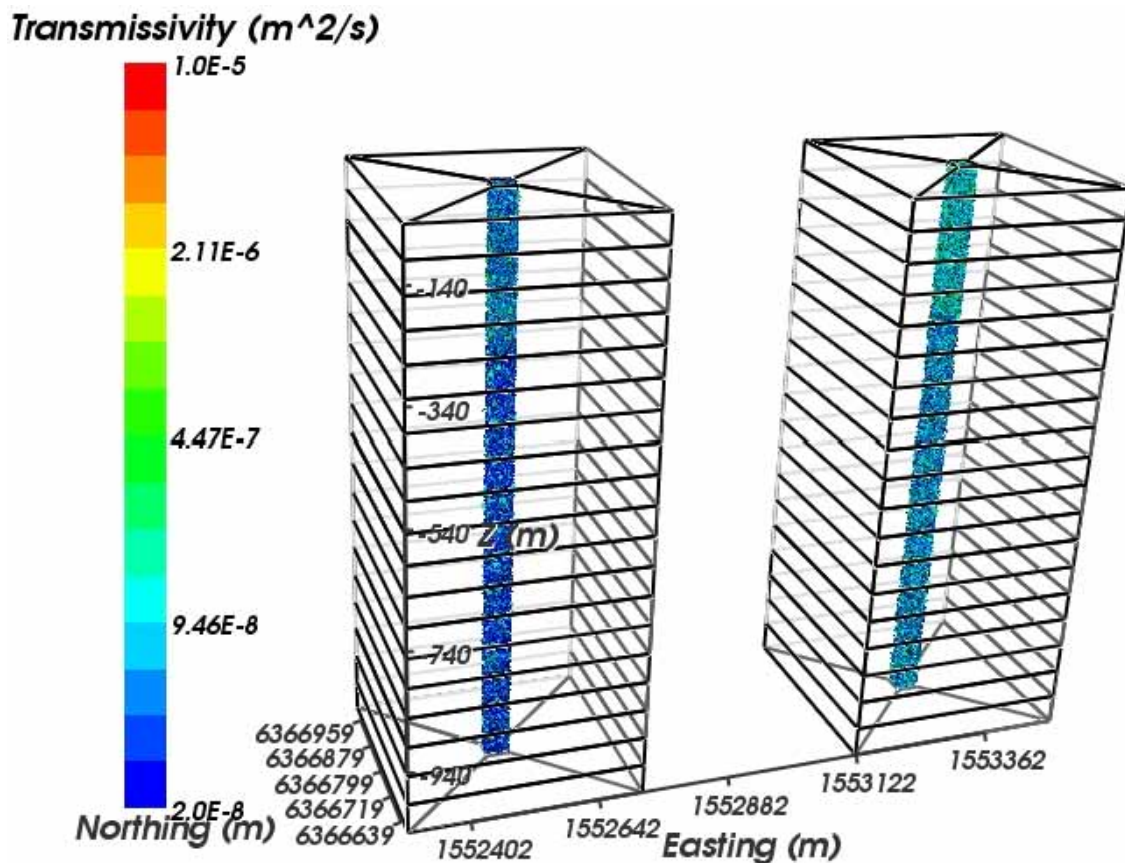 Transmissivity (m^2/s)
1.0E-5
2.11E-6
4.47E-7
9.46E-8
2.0E-8
-140
-340
-540
Z (m)
-740
-940
6366959
6366879
6366799
6366719
6366639
Northing (m)
1552402
1552642
1552882
1553122
1553362
Easting (m)